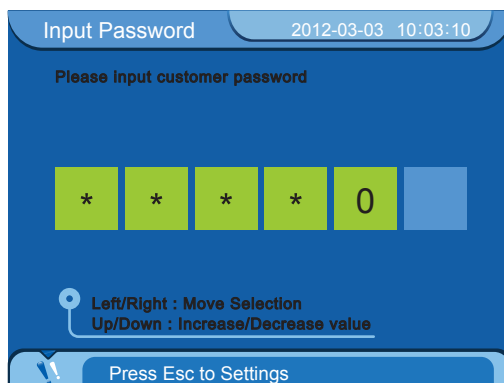 Input Password 2012-03-03 10:03:10
Please input customer password
* * * * 0
Left/Right : Move Selection
Up/Down : Increase/Decrease value
Press Esc to Settings